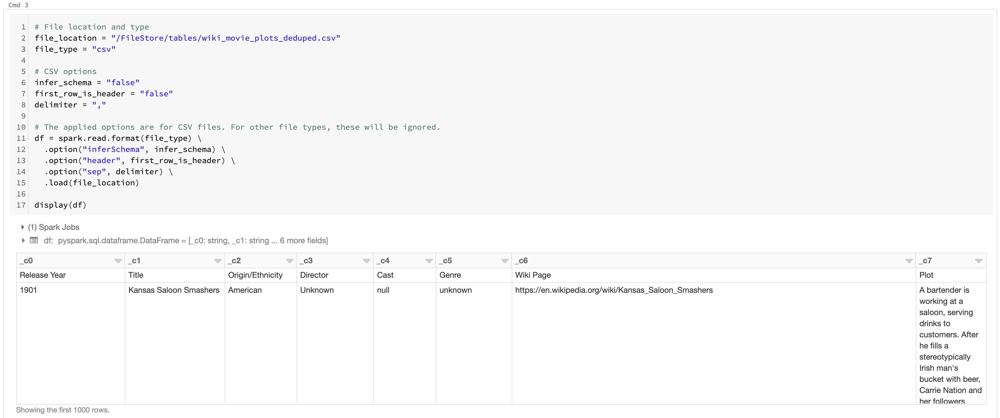 Cmd 3
1 # File location and type
2 file_location = "/FileStore/tables/wiki_movie_plots_deduped.csv"
3 file_type = "csv"
4
5 # CSV options
6 infer_schema = "false"
7 first_row_is_header = "false"
8 delimiter = ","
9
10 # The applied options are for CSV files. For other file types, these will be ignored.
11 df = spark.read.format(file_type) \
12   .option("inferSchema", infer_schema) \
13   .option("header", first_row_is_header) \
14   .option("sep", delimiter) \
15   .load(file_location)
16
17 display(df)
(1) Spark Jobs
df: pyspark.sql.dataframe.DataFrame = [_c0: string, _c1: string ... 6 more fields]
_c0 _c1 _c2 _c3 _c4 _c5 _c6 _c7
Release Year Title Origin/Ethnicity Director Cast Genre Wiki Page Plot
1901 Kansas Saloon Smashers American Unknown null unknown https://en.wikipedia.org/wiki/Kansas_Saloon_Smashers A bartender is
working at a
saloon, serving
drinks to
customers. After
he fills a
stereotypically
Irish man's
bucket with beer,
Carrie Nation and
her followers
Showing the first 1000 rows.